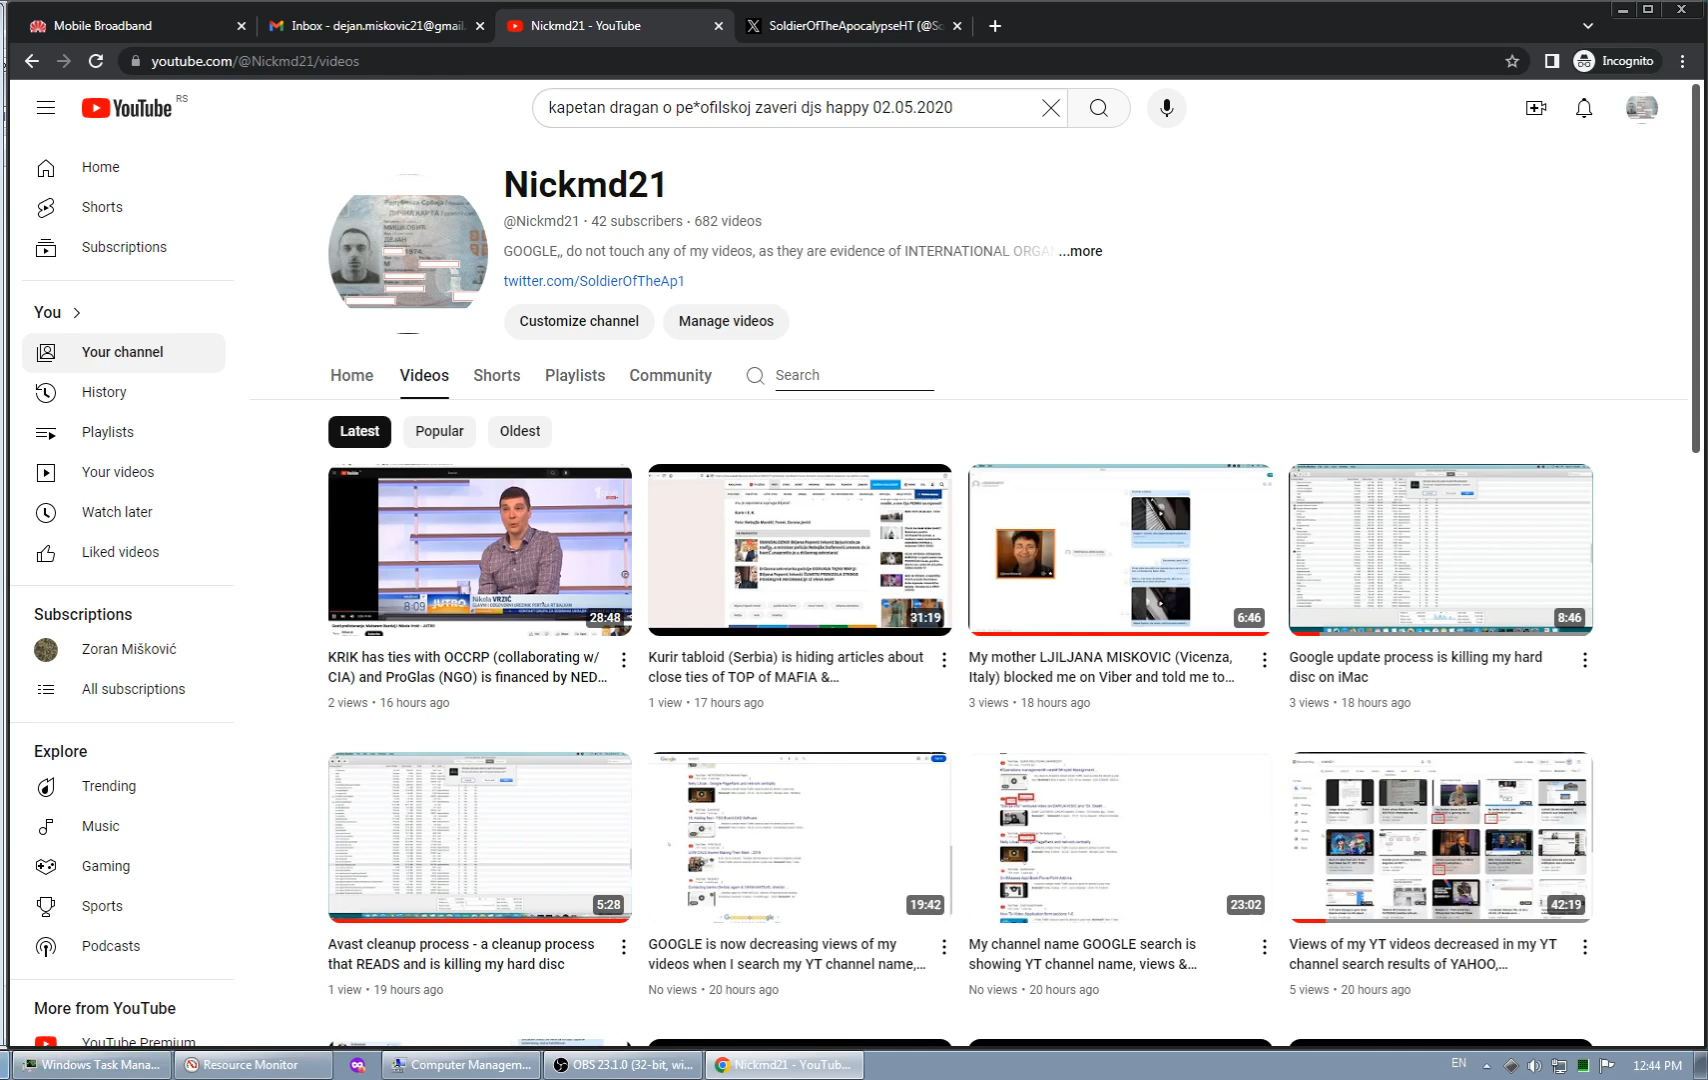 Mobile Broadband
Inbox - dejan.miskovic21@gmail.
Nickmd21 - YouTube
SoldierOfTheApocalypseHT (@So
youtube.com/@Nickmd21/videos
Incognito
YouTube RS
kapetan dragan o pe*ofilskoj zaveri djs happy 02.05.2020
Home
Shorts
Subscriptions
You
Your channel
History
Playlists
Your videos
Watch later
Liked videos
Subscriptions
Zoran Mišković
All subscriptions
Explore
Trending
Music
Gaming
Sports
Podcasts
More from YouTube
YouTube Premium
Nickmd21
@Nickmd21 · 42 subscribers · 682 videos
GOOGLE,, do not touch any of my videos, as they are evidence of INTERNATIONAL ORGA ...more
twitter.com/SoldierOfTheAp1
Customize channel
Manage videos
Home
Videos
Shorts
Playlists
Community
Search
Latest
Popular
Oldest
Nikola VRZIĆ
8:09
JUTRO
28:48
31:19
6:46
8:46
KRIK has ties with OCCRP (collaborating w/
CIA) and ProGlas (NGO) is financed by NED...
2 views · 16 hours ago
Kurir tabloid (Serbia) is hiding articles about
close ties of TOP of MAFIA &...
1 view · 17 hours ago
My mother LJILJANA MISKOVIC (Vicenza,
Italy) blocked me on Viber and told me to...
3 views · 18 hours ago
Google update process is killing my hard
disc on iMac
3 views · 18 hours ago
5:28
19:42
23:02
42:19
Avast cleanup process - a cleanup process
that READS and is killing my hard disc
1 view · 19 hours ago
GOOGLE is now decreasing views of my
videos when I search my YT channel name,...
No views · 20 hours ago
My channel name GOOGLE search is
showing YT channel name, views &...
No views · 20 hours ago
Views of my YT videos decreased in my YT
channel search results of YAHOO,...
5 views · 20 hours ago
Windows Task Mana...
Resource Monitor
Computer Managem...
OBS 23.1.0 (32-bit, wi...
Nickmd21 - YouTub...
EN
12:44 PM